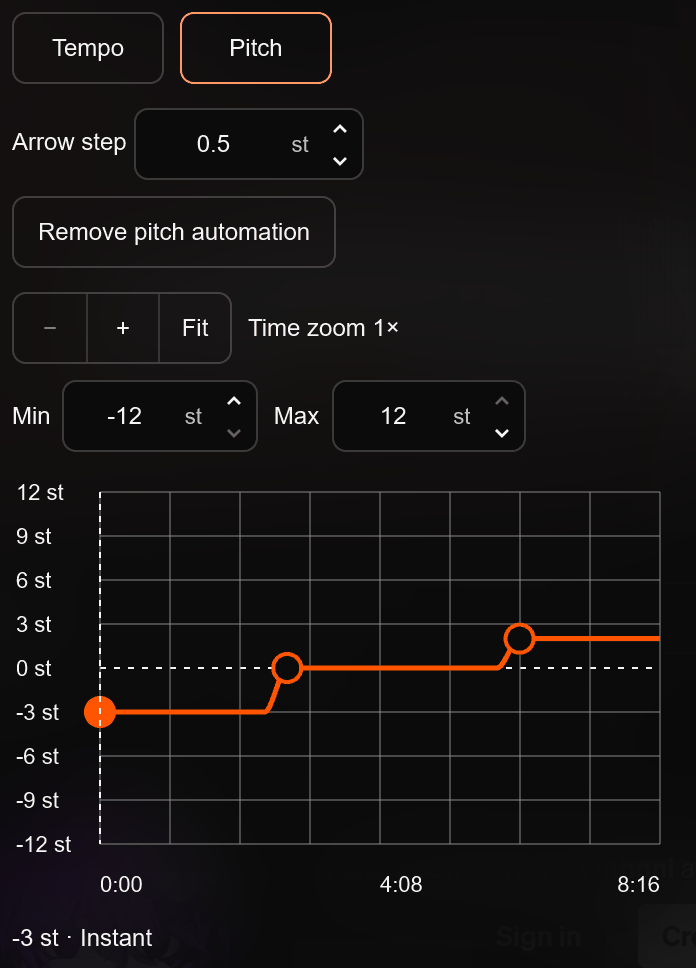 Tempo Pitch
Arrow step 0.5 st
Remove pitch automation
− + Fit Time zoom 1×
Min -12 st Max 12 st
12 st
9 st
6 st
3 st
0 st
-3 st
-6 st
-9 st
-12 st
0:00 4:08 8:16
-3 st · Instant
Sign in